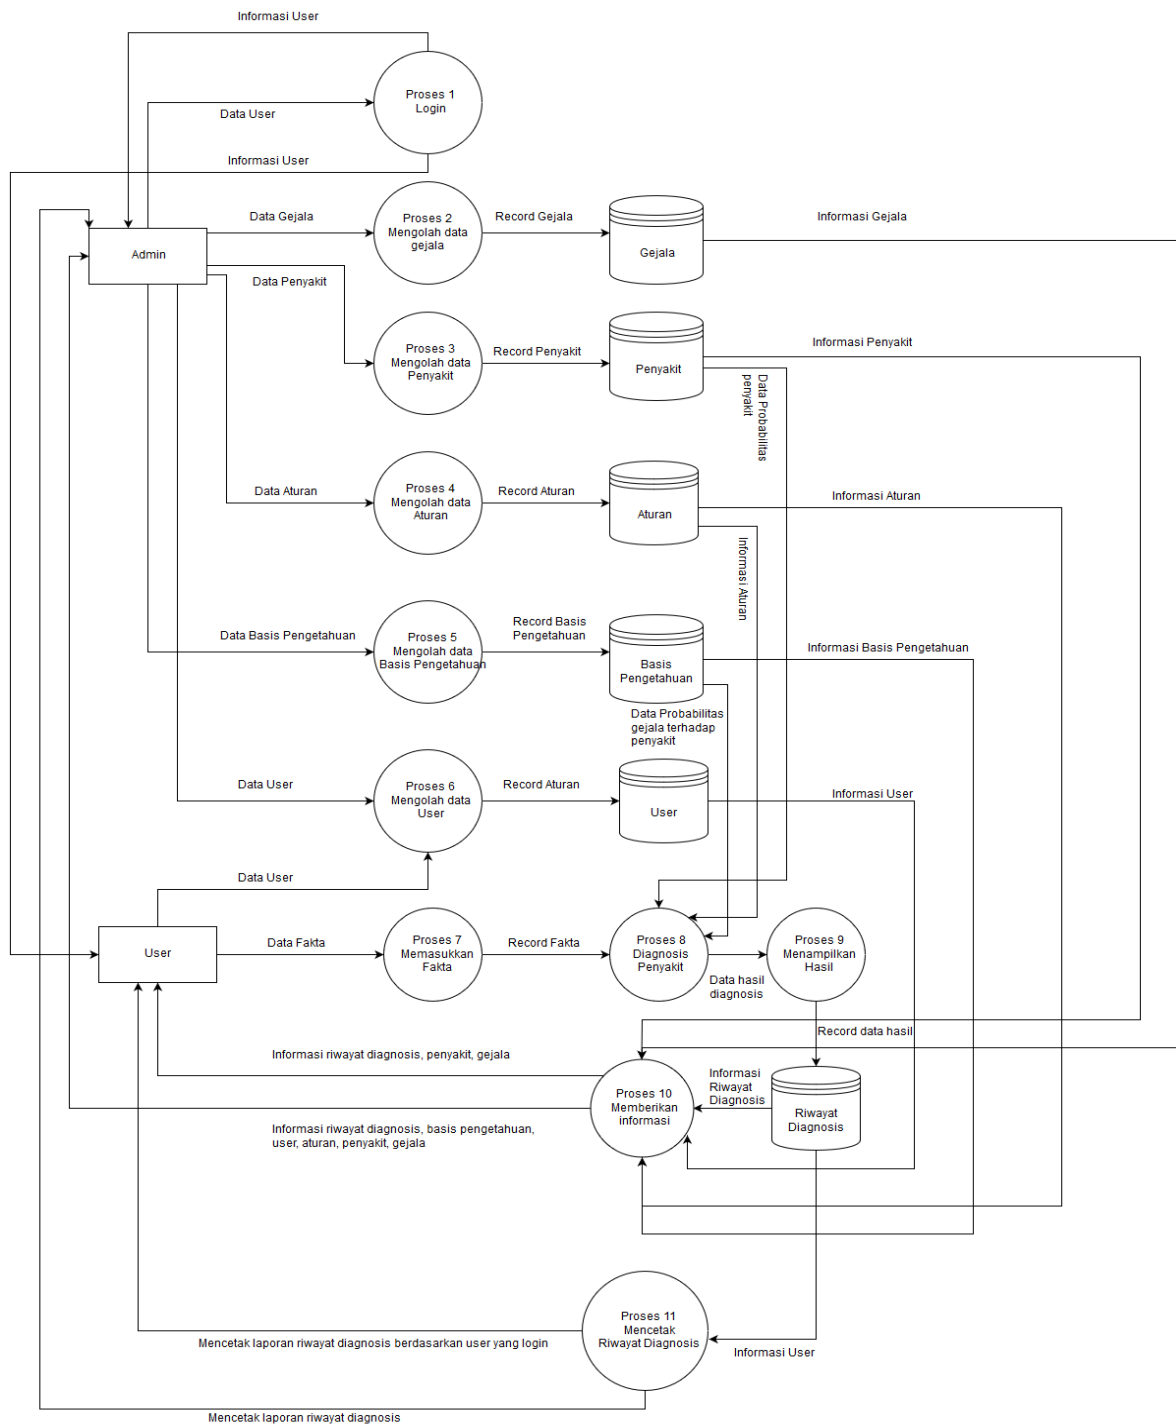 Informasi User
Proses 1
Login
Data User
Informasi User
Data Gejala
Proses 2
Mengolah data
gejala
Record Gejala
Gejala
Informasi Gejala
Admin
Data Penyakit
Proses 3
Mengolah data
Penyakit
Record Penyakit
Penyakit
Informasi Penyakit
Data Probabilitas
penyakit
Data Aturan
Proses 4
Mengolah data
Aturan
Record Aturan
Aturan
Informasi Aturan
Informasi Aturan
Data Basis Pengetahuan
Proses 5
Mengolah data
Basis Pengetahuan
Record Basis
Pengetahuan
Basis
Pengetahuan
Informasi Basis Pengetahuan
Data Probabilitas
gejala terhadap
penyakit
Data User
Proses 6
Mengolah data
User
Record Aturan
User
Informasi User
Data User
User
Data Fakta
Proses 7
Memasukkan
Fakta
Record Fakta
Proses 8
Diagnosis
Penyakit
Data hasil
diagnosis
Proses 9
Menampilkan
Hasil
Record data hasil
Informasi riwayat diagnosis, penyakit, gejala
Proses 10
Memberikan
informasi
Informasi
Riwayat
Diagnosis
Riwayat
Diagnosis
Informasi riwayat diagnosis, basis pengetahuan,
user, aturan, penyakit, gejala
Proses 11
Mencetak
Riwayat Diagnosis
Mencetak laporan riwayat diagnosis berdasarkan user yang login
Informasi User
Mencetak laporan riwayat diagnosis